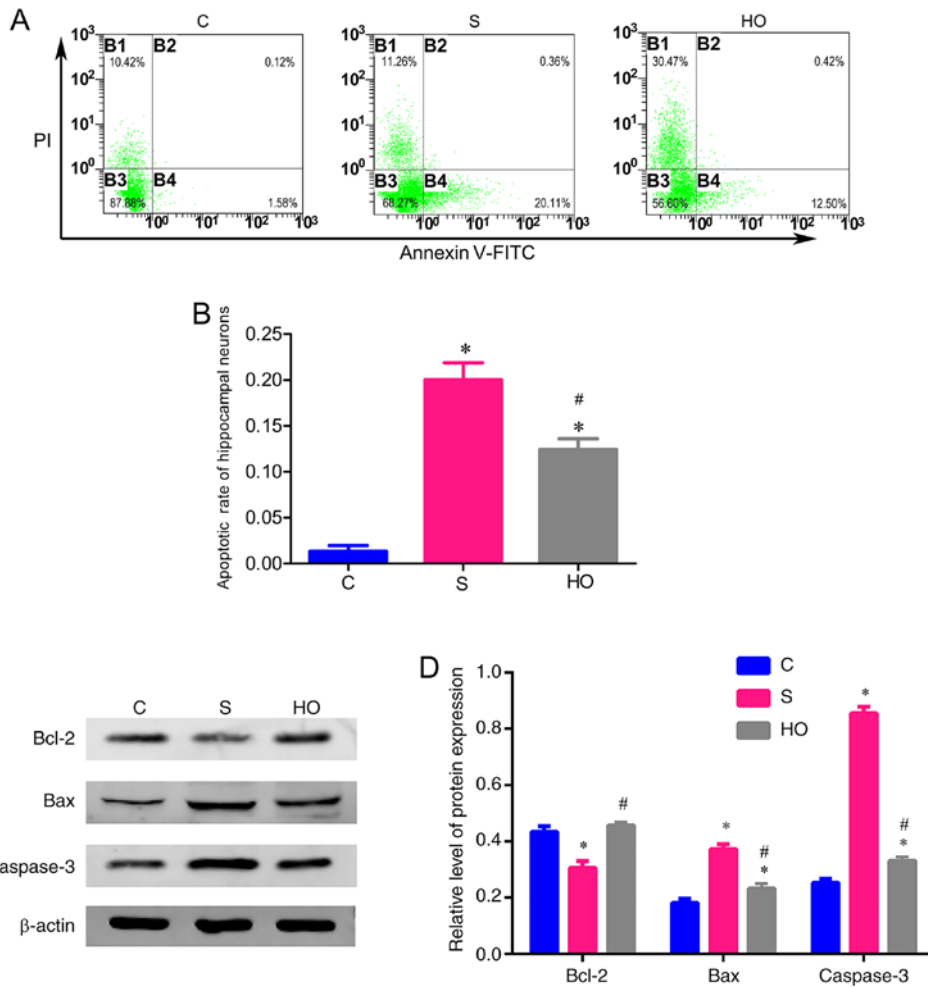 A
C
S
HO
10³
B1
B2
10.42%
0.12%
10²
10¹
10⁰
B3
B4
87.88%
1.58%
10⁰
10¹
10²
10³
10³
B1
B2
11.26%
0.36%
10²
10¹
10⁰
B3
B4
68.27%
20.11%
10⁰
10¹
10²
10³
10³
B1
B2
30.47%
0.42%
10²
10¹
10⁰
B3
B4
56.60%
12.50%
10⁰
10¹
10²
10³
PI
Annexin V-FITC
B
Apoptotic rate of hippocampal neurons
0.25
0.20
0.15
0.10
0.05
0.00
*
#
*
C
S
HO
C
S
HO
Bcl-2
Bax
aspase-3
β-actin
D
Relative level of protein expression
1.0
0.8
0.6
0.4
0.2
0.0
C
S
HO
*
#
*
#
*
*
#
*
Bcl-2
Bax
Caspase-3